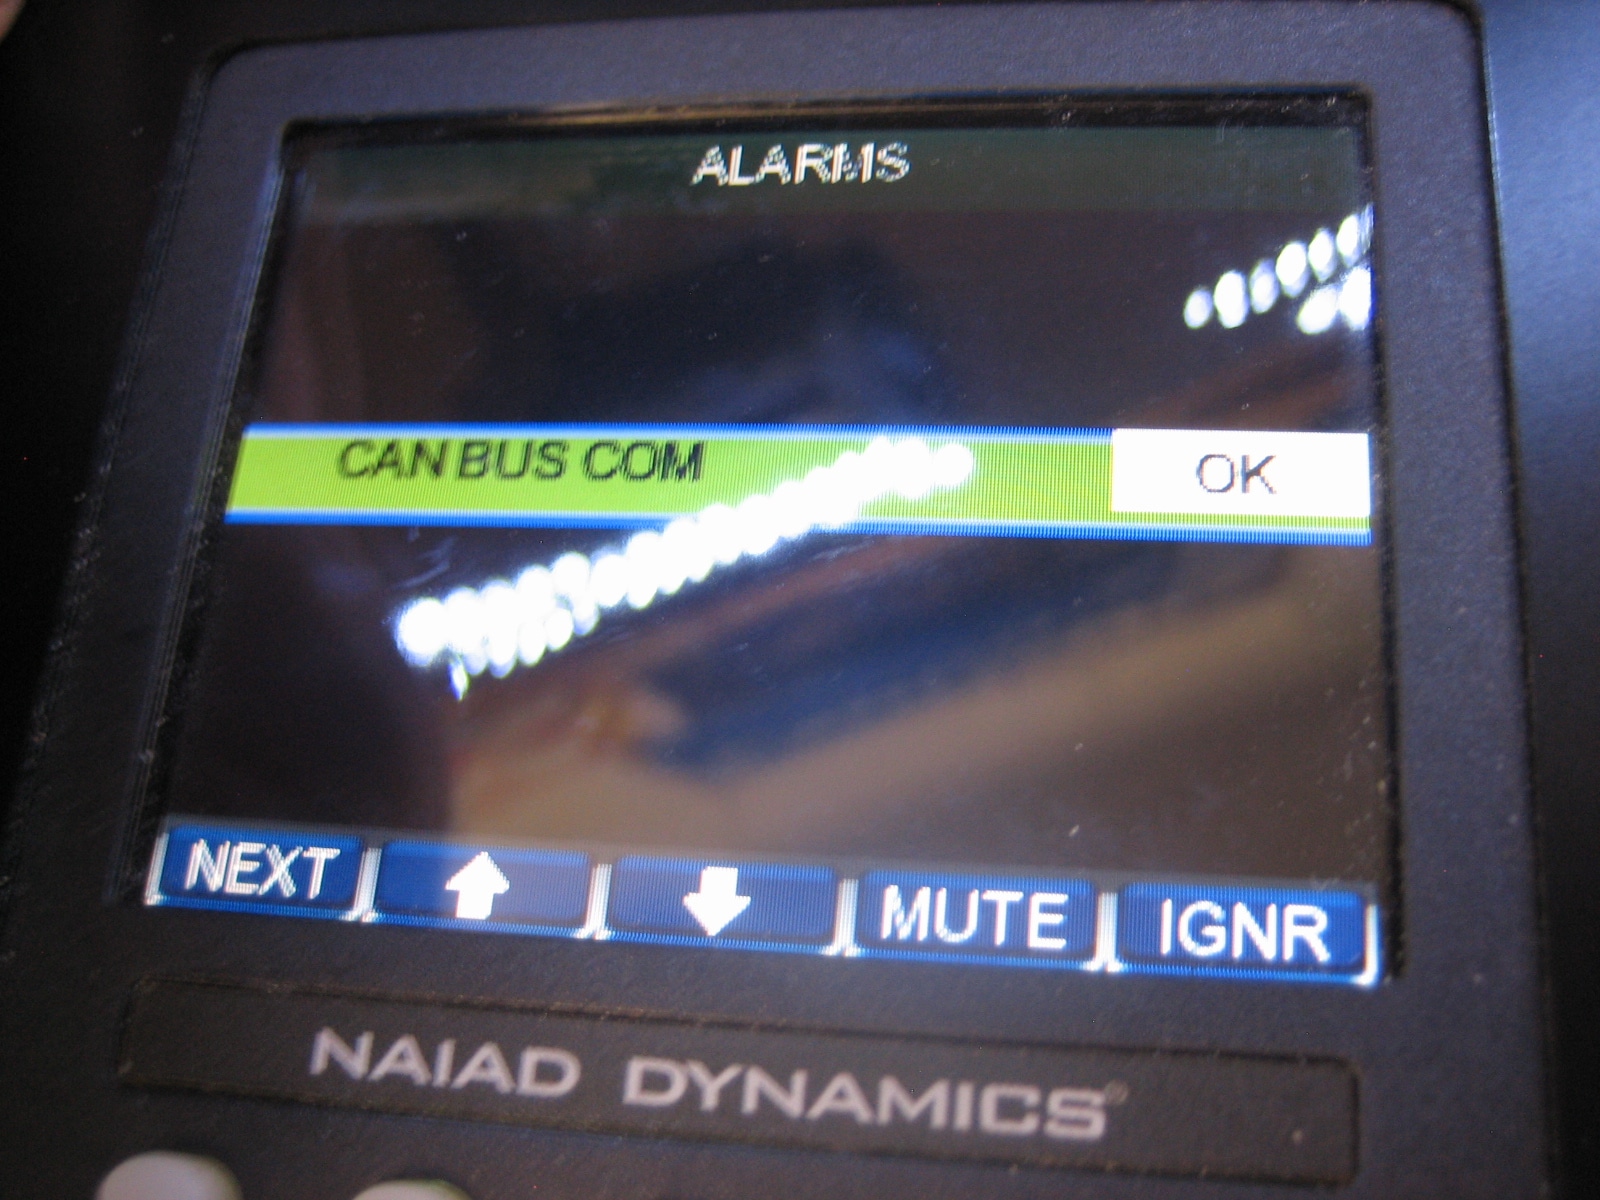 ALARMS
CAN BUS COM OK
NEXT MUTE IGNR
NAIAD DYNAMICS®